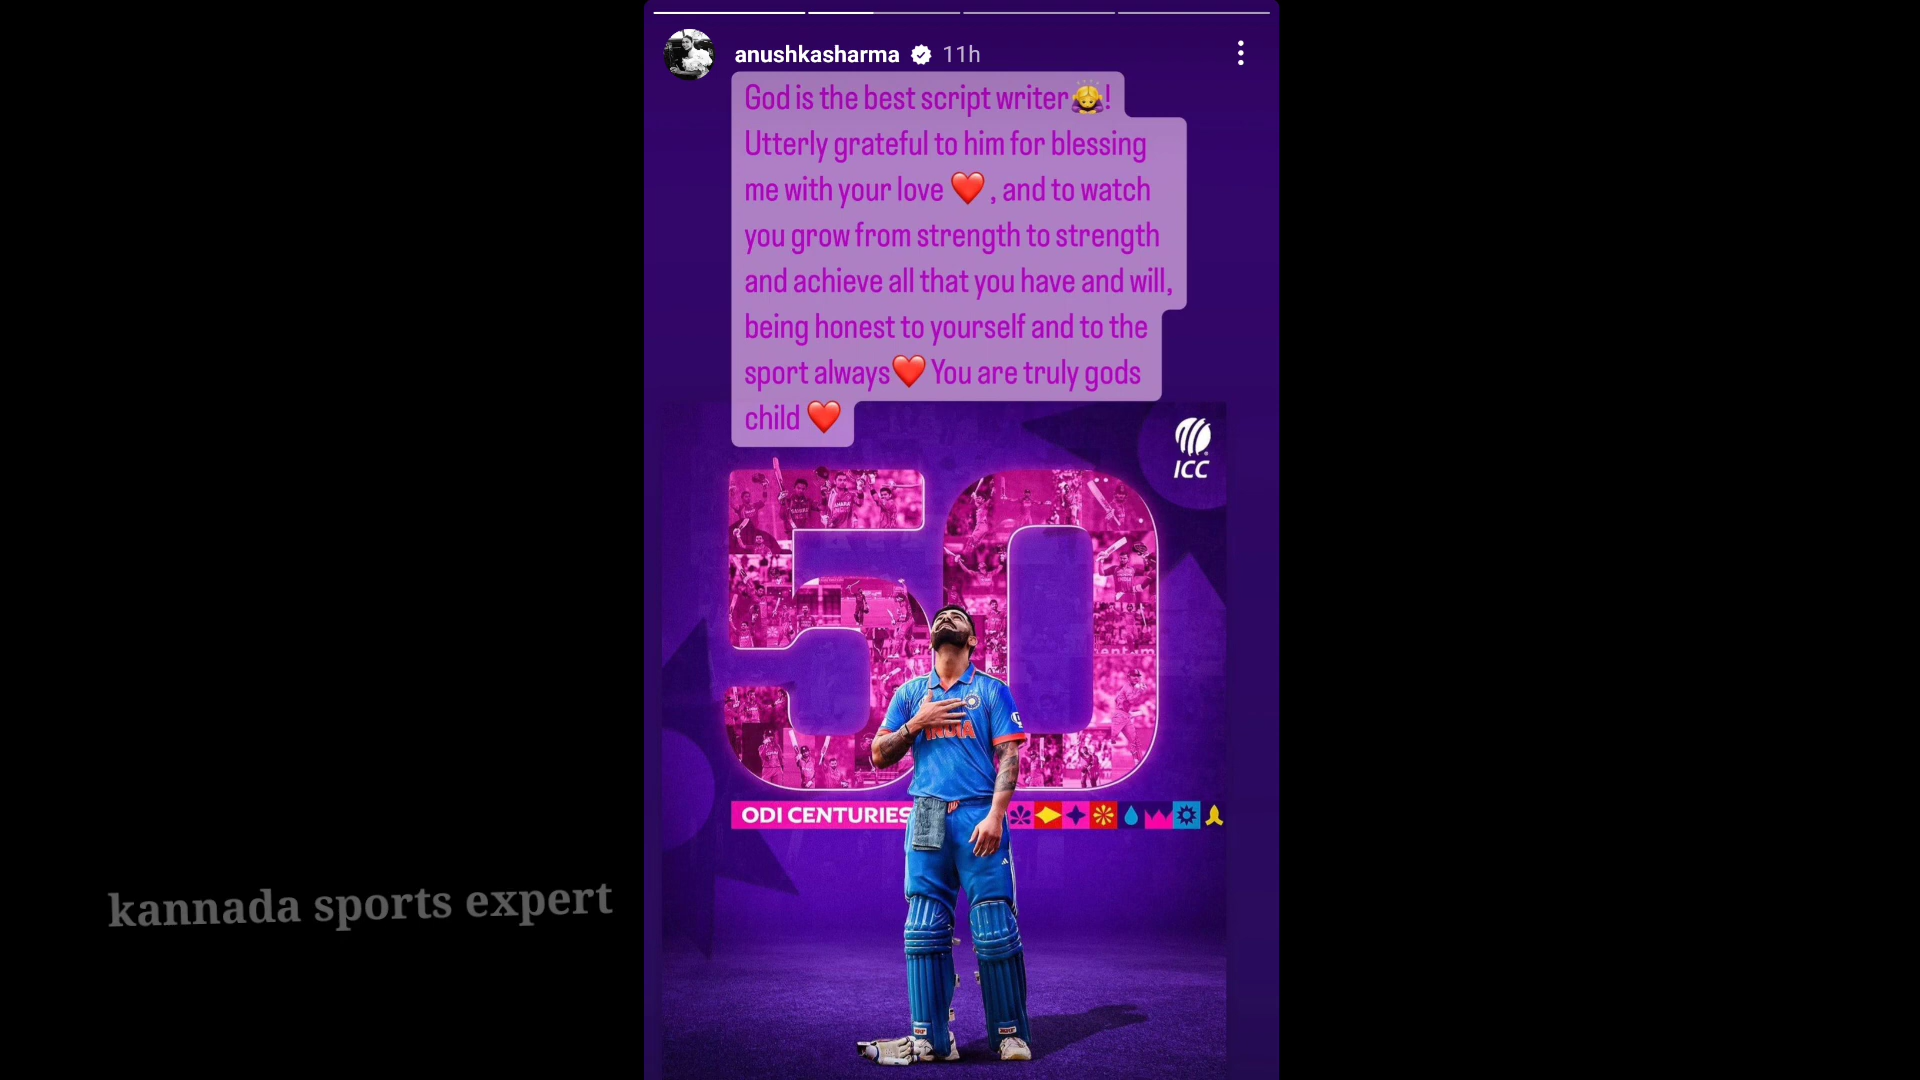 anushkasharma 11h
God is the best script writer🙇‍♀️!
Utterly grateful to him for blessing
me with your love ❤️ , and to watch
you grow from strength to strength
and achieve all that you have and will,
being honest to yourself and to the
sport always❤️ You are truly gods
child ❤️
ICC
50
INDIA
ODI CENTURIES
kannada sports expert